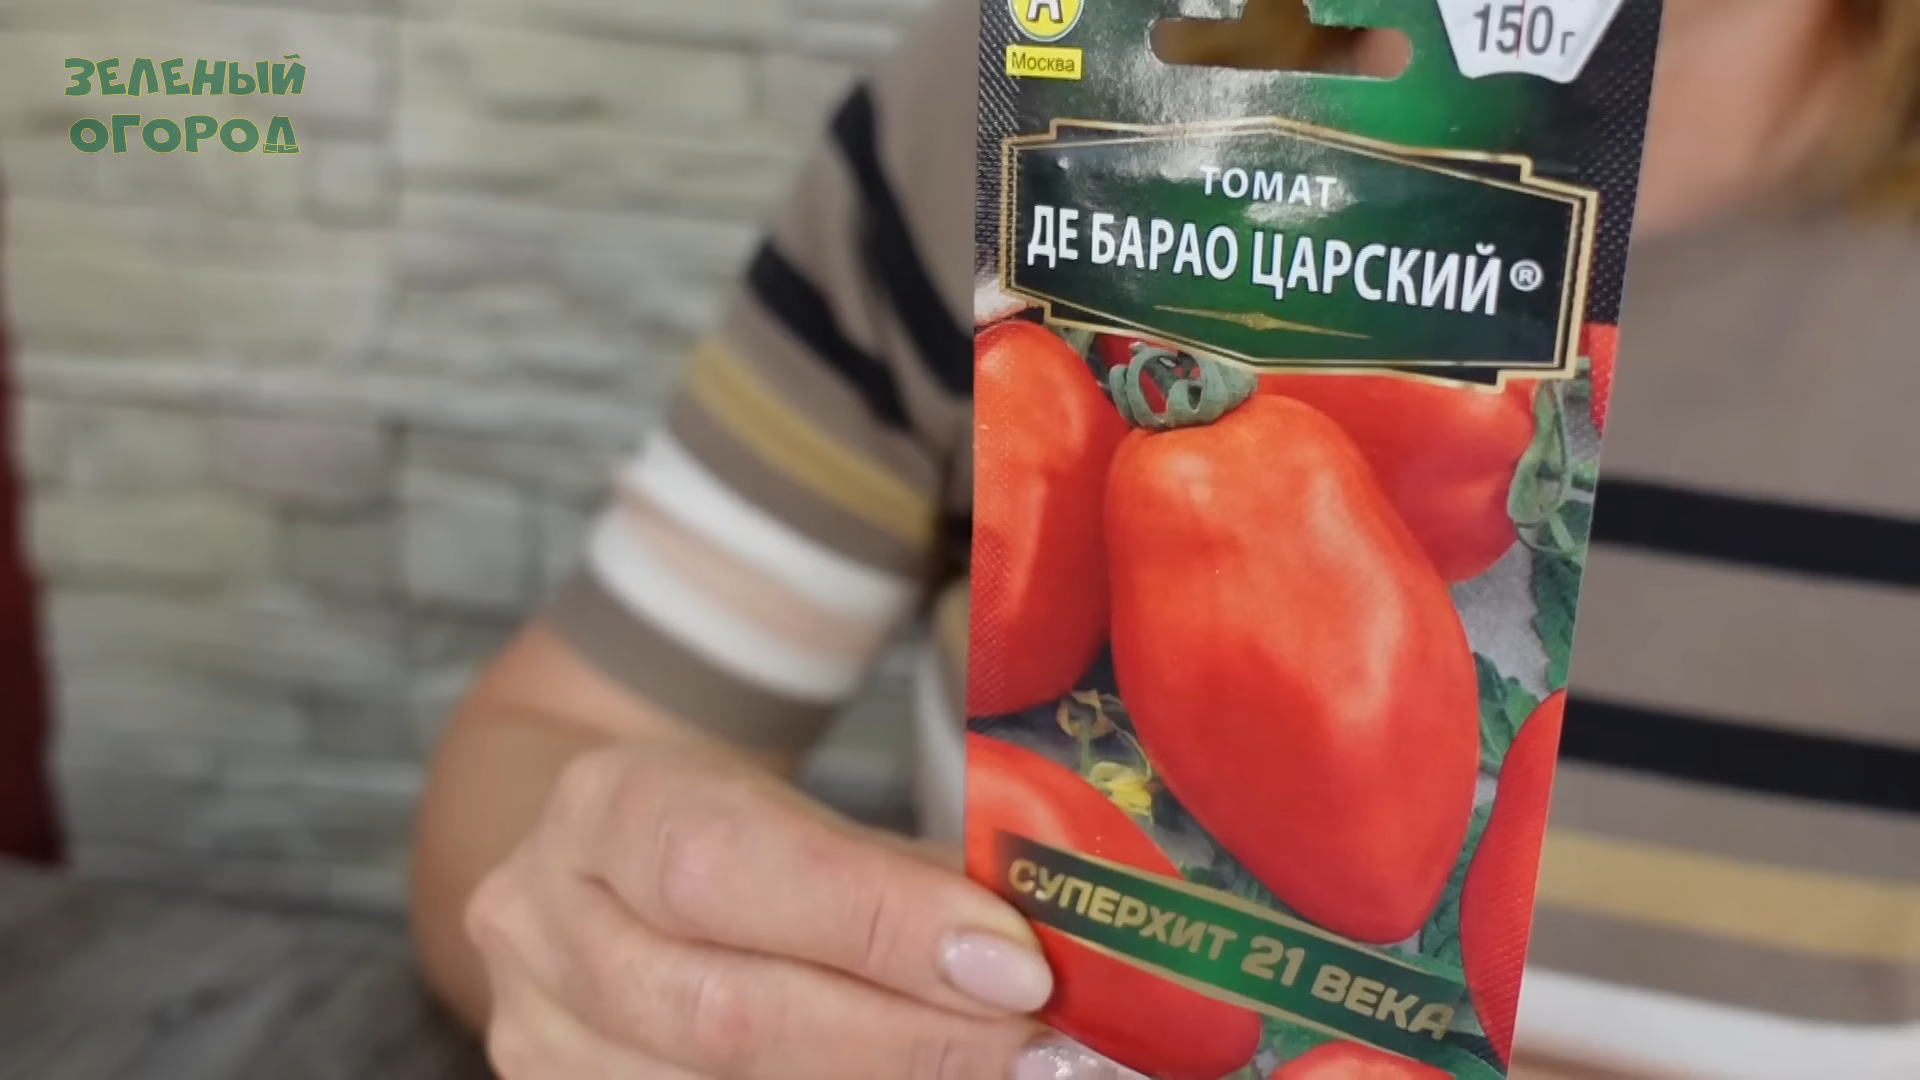 ЗЕЛЕНЫЙ
ОГОРОД
А
Москва
150 г
ТОМАТ
ДЕ БАРАО ЦАРСКИЙ®
СУПЕРХИТ 21 ВЕКА